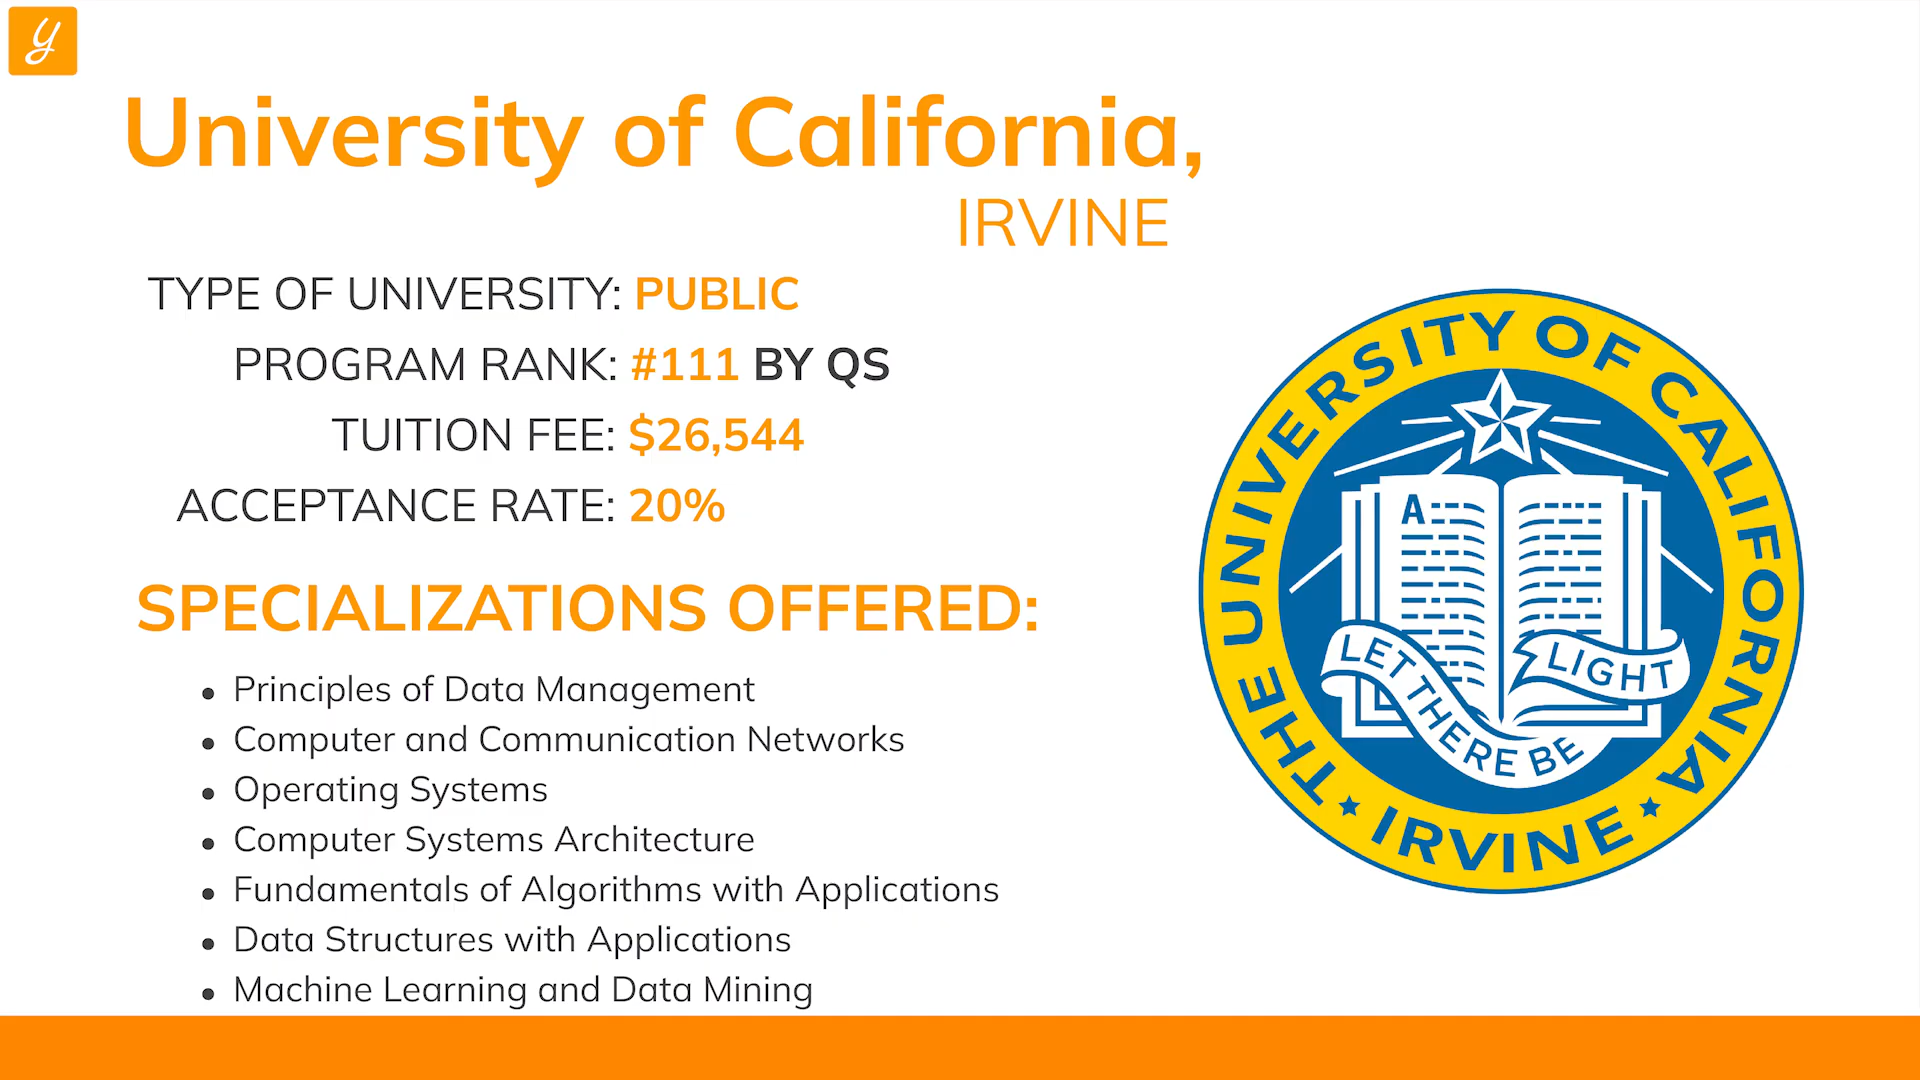 y
University of California,
IRVINE
TYPE OF UNIVERSITY: PUBLIC
PROGRAM RANK: #111 BY QS
TUITION FEE: $26,544
ACCEPTANCE RATE: 20%
SPECIALIZATIONS OFFERED:
• Principles of Data Management
• Computer and Communication Networks
• Operating Systems
• Computer Systems Architecture
• Fundamentals of Algorithms with Applications
• Data Structures with Applications
• Machine Learning and Data Mining
THE UNIVERSITY OF CALIFORNIA
IRVINE
A
LET THERE BE
LIGHT